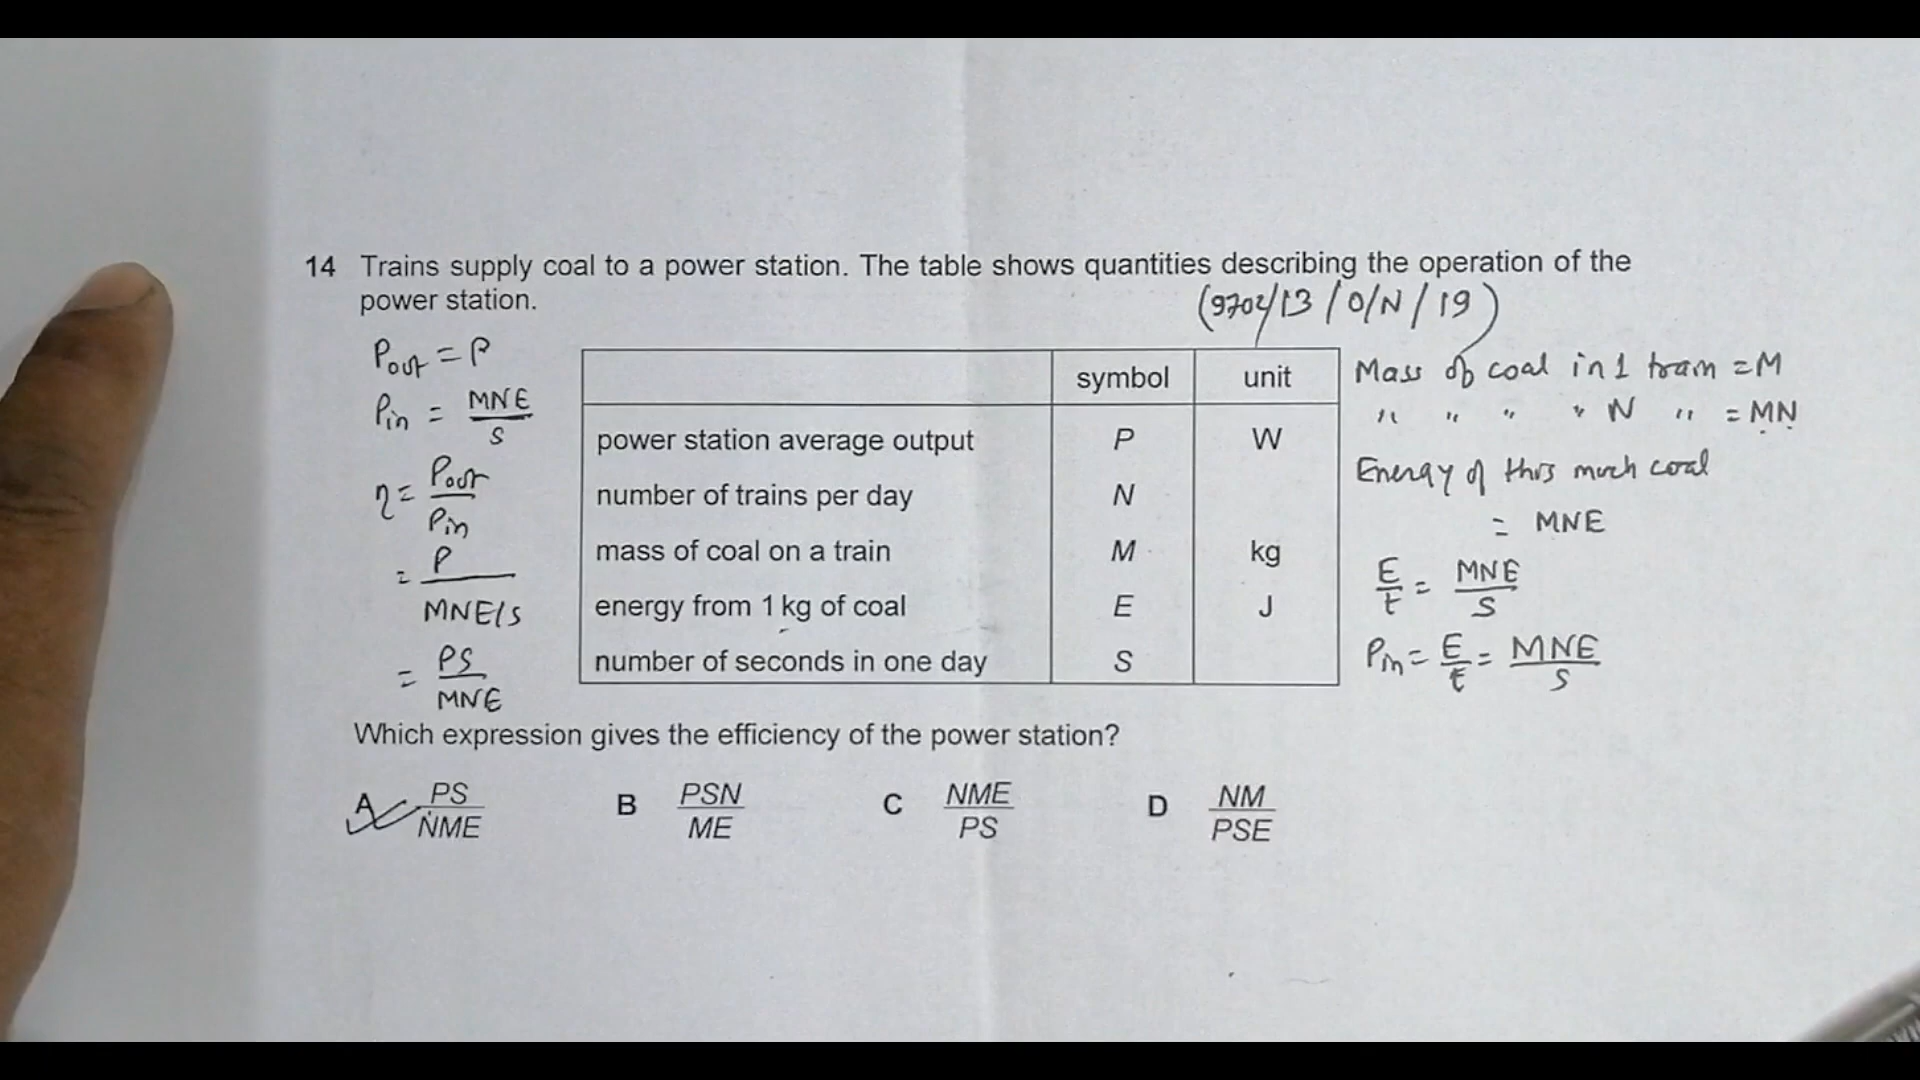 14 Trains supply coal to a power station. The table shows quantities describing the operation of the
power station.
(9702/13/O/N/19)
Pout = P
Pin = MNE/S
η = Pout/Pin
= P/MNE/S
= PS/MNE
symbol unit
power station average output P W
number of trains per day N
mass of coal on a train M kg
energy from 1 kg of coal E J
number of seconds in one day S
Mass of coal in 1 train = M
" " " " N " = MN
Energy of this much coal
= MNE
E/t = MNE/S
Pin = E/t = MNE/S
Which expression gives the efficiency of the power station?
A PS/NME B PSN/ME C NME/PS D NM/PSE